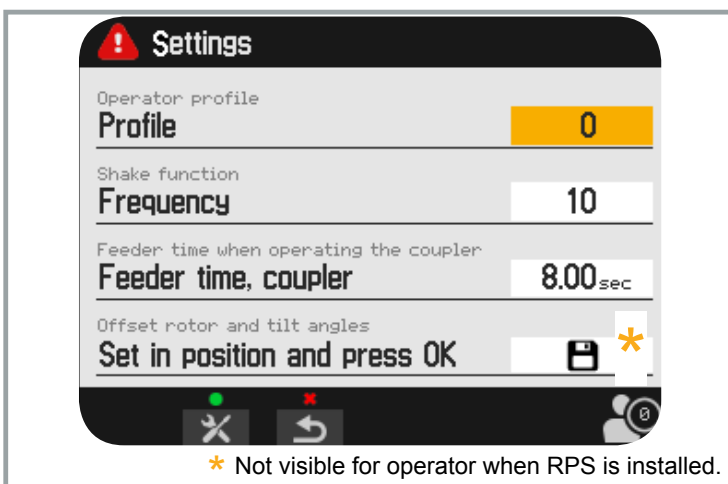 Settings
Operator profile
Profile 0
Shake function
Frequency 10
Feeder time when operating the coupler
Feeder time, coupler 8.00 sec
Offset rotor and tilt angles
Set in position and press OK *
0
* Not visible for operator when RPS is installed.